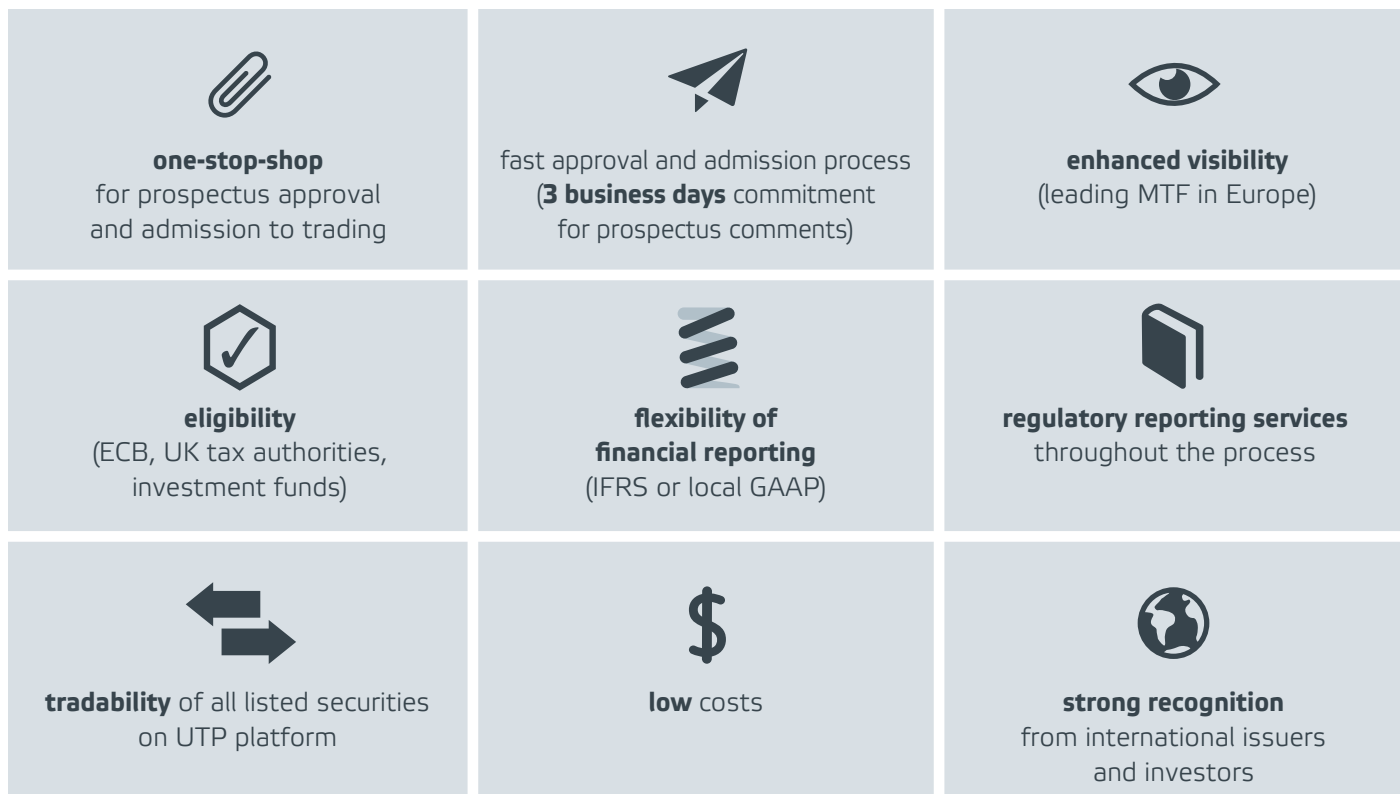 one-stop-shop
for prospectus approval
and admission to trading
fast approval and admission process
(3 business days commitment
for prospectus comments)
enhanced visibility
(leading MTF in Europe)
eligibility
(ECB, UK tax authorities,
investment funds)
flexibility of
financial reporting
(IFRS or local GAAP)
regulatory reporting services
throughout the process
tradability of all listed securities
on UTP platform
low costs
strong recognition
from international issuers
and investors